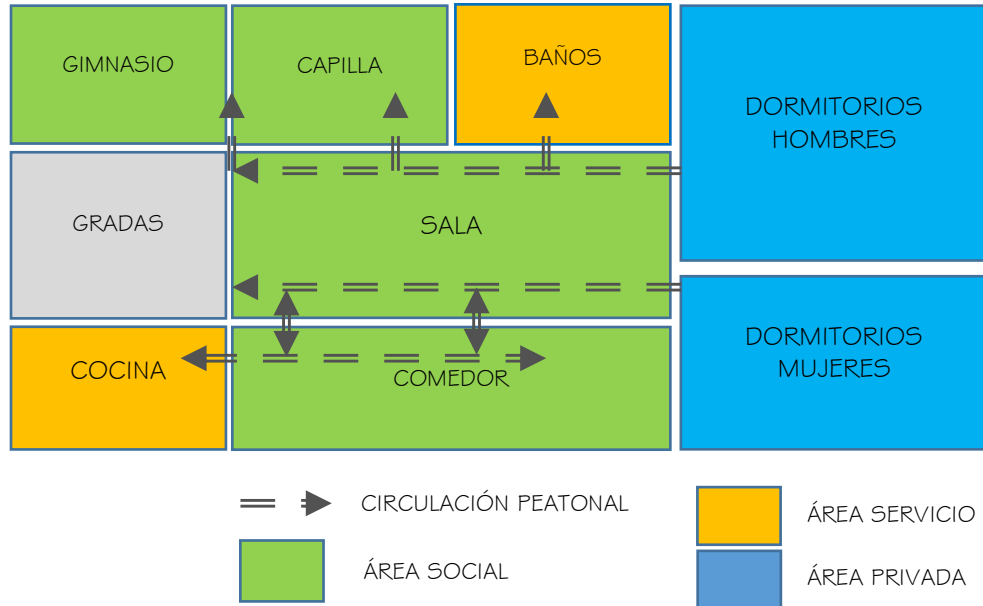 GIMNASIO
CAPILLA
BAÑOS
DORMITORIOS
HOMBRES
GRADAS
SALA
COCINA
COMEDOR
DORMITORIOS
MUJERES
CIRCULACIÓN PEATONAL
ÁREA SERVICIO
ÁREA SOCIAL
ÁREA PRIVADA